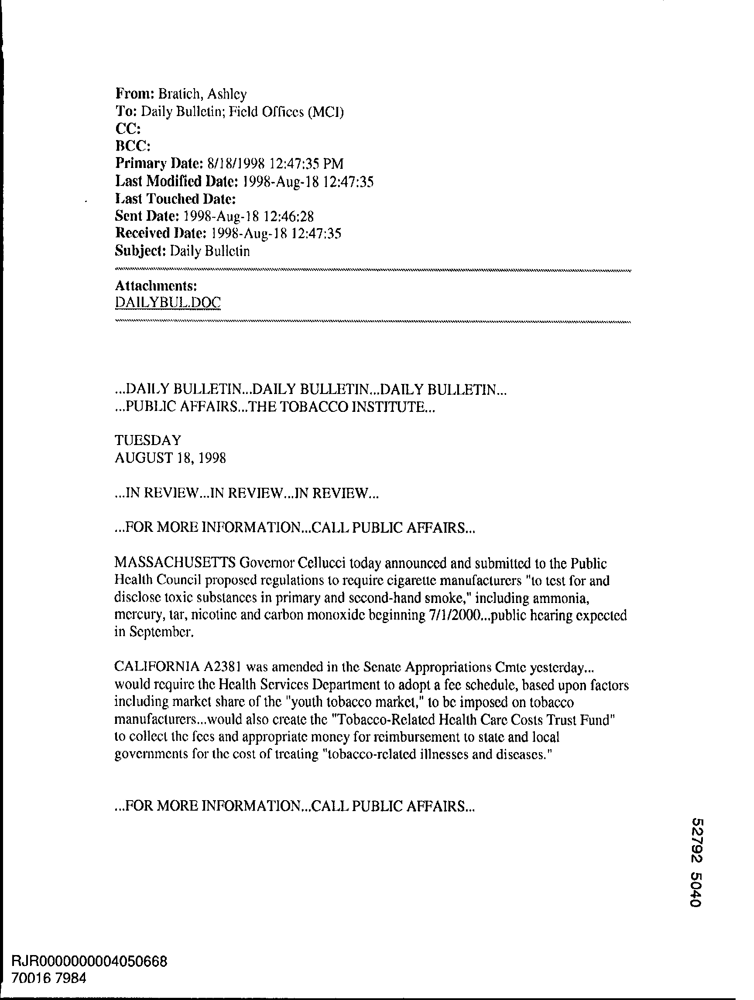 From: Bratich, Ashley
To: Daily Bulletin; Field Offices (MCI)
CC:
BCC:
Primary Date: 8/18/1998 12:47:35 PM
Last Modified Date: 1998-Aug-18 12:47:35
Last Touched Date:
Sent Date: 1998-Aug-18 12:46:28
Received Date: 1998-Aug-18 12:47:35
Subject: Daily Bulletin
Attachments:
DAILYBUL.DOC
...DAILY BULLETIN...DAILY BULLETIN...DAILY BULLETIN...
...PUBLIC AFFAIRS...THE TOBACCO INSTITUTE...
TUESDAY
AUGUST 18, 1998
...IN REVIEW...IN REVIEW...IN REVIEW...
...FOR MORE INFORMATION...CALL PUBLIC AFFAIRS...
MASSACHUSETTS Governor Cellucci today announced and submitted to the Public
Health Council proposed regulations to require cigarette manufacturers "to test for and
disclose toxic substances in primary and second-hand smoke," including ammonia,
mercury, tar, nicotine and carbon monoxide beginning 7/1/2000...public hearing expected
in September.
CALIFORNIA A2381 was amended in the Senate Appropriations Cmte yesterday...
would require the Health Services Department to adopt a fee schedule, based upon factors
including market share of the "youth tobacco market," to be imposed on tobacco
manufacturers...would also create the "Tobacco-Related Health Care Costs Trust Fund"
to collect the fees and appropriate money for reimbursement to state and local
governments for the cost of treating "tobacco-related illnesses and diseases."
...FOR MORE INFORMATION...CALL PUBLIC AFFAIRS...
52792 5040
RJR0000000004050668
70016 7984